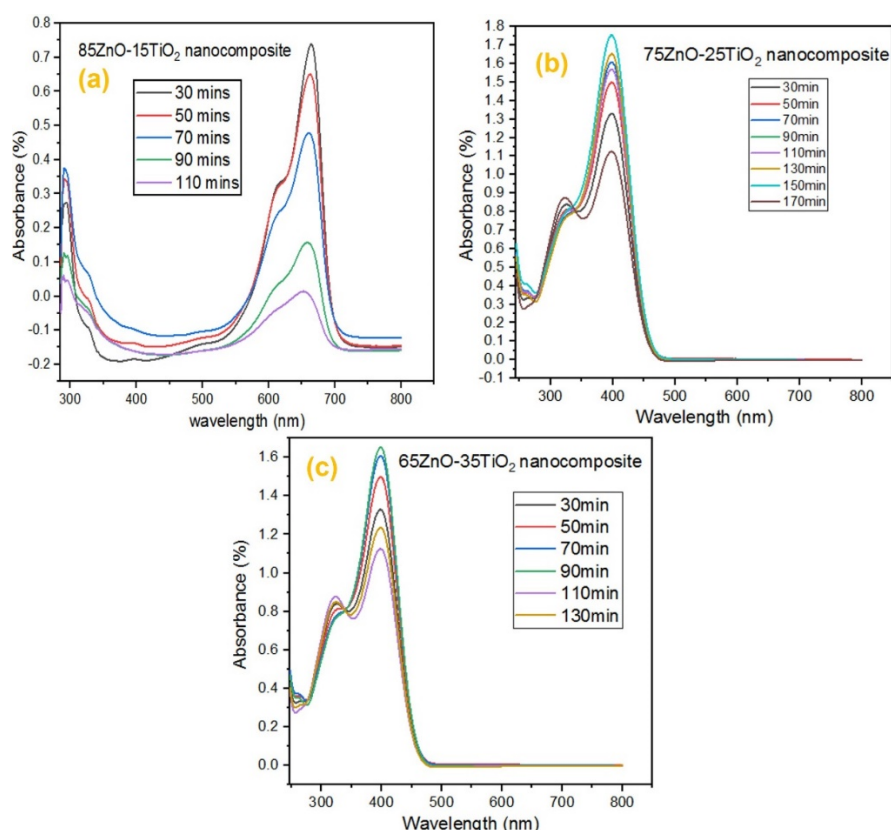 85ZnO-15TiO₂ nanocomposite
(a)
30 mins
50 mins
70 mins
90 mins
110 mins
0.8
0.7
0.6
0.5
0.4
0.3
0.2
0.1
0.0
-0.1
-0.2
Absorbance (%)
300 400 500 600 700 800
wavelength (nm)
(b)
75ZnO-25TiO₂ nanocomposite
30min
50min
70min
90min
110min
130min
150min
170min
1.8
1.7
1.6
1.5
1.4
1.3
1.2
1.1
1.0
0.9
0.8
0.7
0.6
0.5
0.4
0.3
0.2
0.1
0.0
-0.1
Absorbance (%)
300 400 500 600 700 800
Wavelength (nm)
(c)
65ZnO-35TiO₂ nanocomposite
30min
50min
70min
90min
110min
130min
1.6
1.4
1.2
1.0
0.8
0.6
0.4
0.2
0.0
Absorbance (%)
300 400 500 600 700 800
Wavelength (nm)